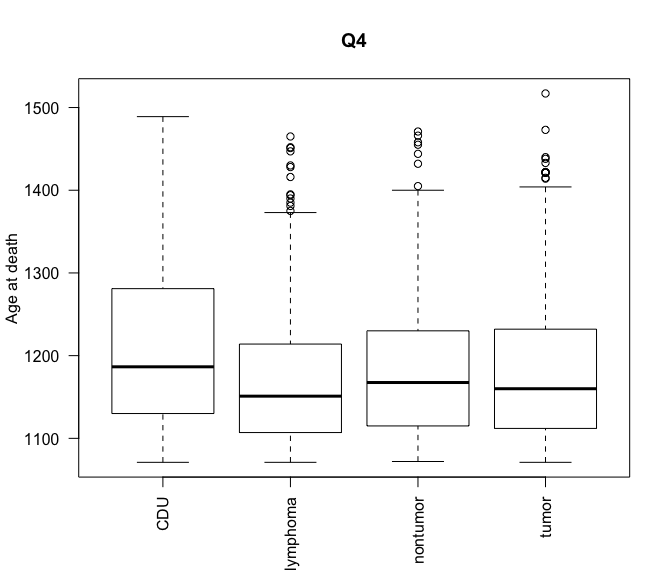 Q4
Age at death
1500
1400
1300
1200
1100
CDU
lymphoma
nontumor
tumor